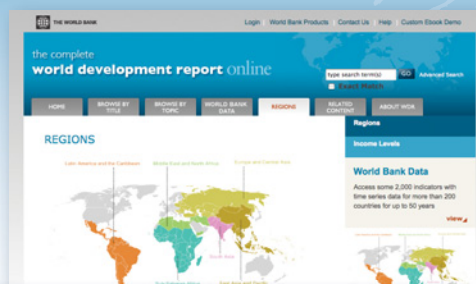 THE WORLD BANK
Login | World Bank Products | Contact Us | Help | Custom Ebook Demo
the complete
world development report online
type search term(s) GO Advanced Search
Exact Match
HOME
BROWSE BY TITLE
BROWSE BY TOPIC
WORLD BANK DATA
REGIONS
RELATED CONTENT
ABOUT WDR
Regions
REGIONS
Income Levels
Latin America and the Caribbean
Middle East and North Africa
Europe and Central Asia
World Bank Data
Access some 2,000 indicators with
time series data for more than 200
countries for up to 50 years
view
South Asia